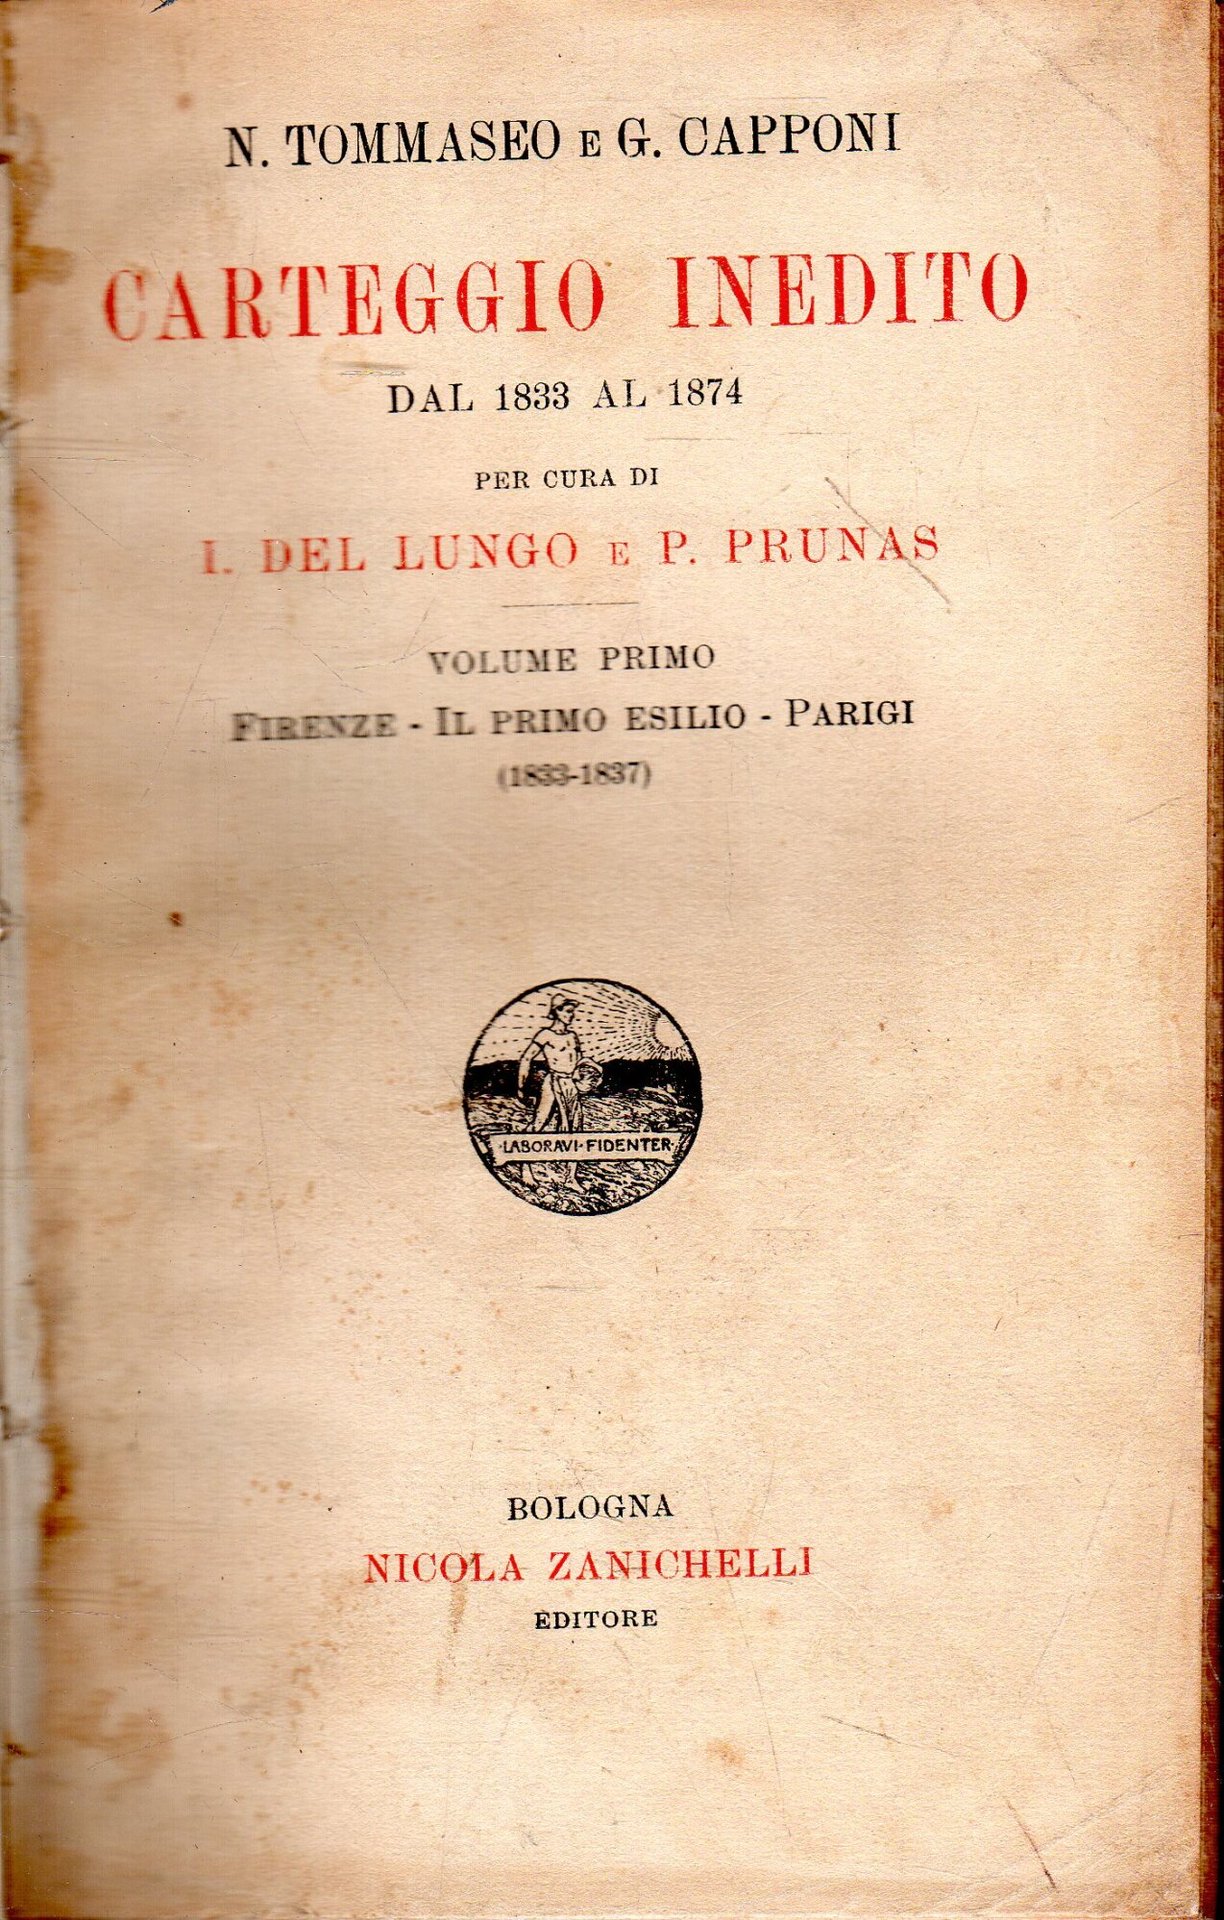 N. TOMMASEO E G. CAPPONI
CARTEGGIO INEDITO
DAL 1833 AL 1874
PER CURA DI
I. DEL LUNGO E P. PRUNAS
VOLUME PRIMO
FIRENZE - IL PRIMO ESILIO - PARIGI
(1833-1837)
·LABORAVI·FIDENTER·
BOLOGNA
NICOLA ZANICHELLI
EDITORE